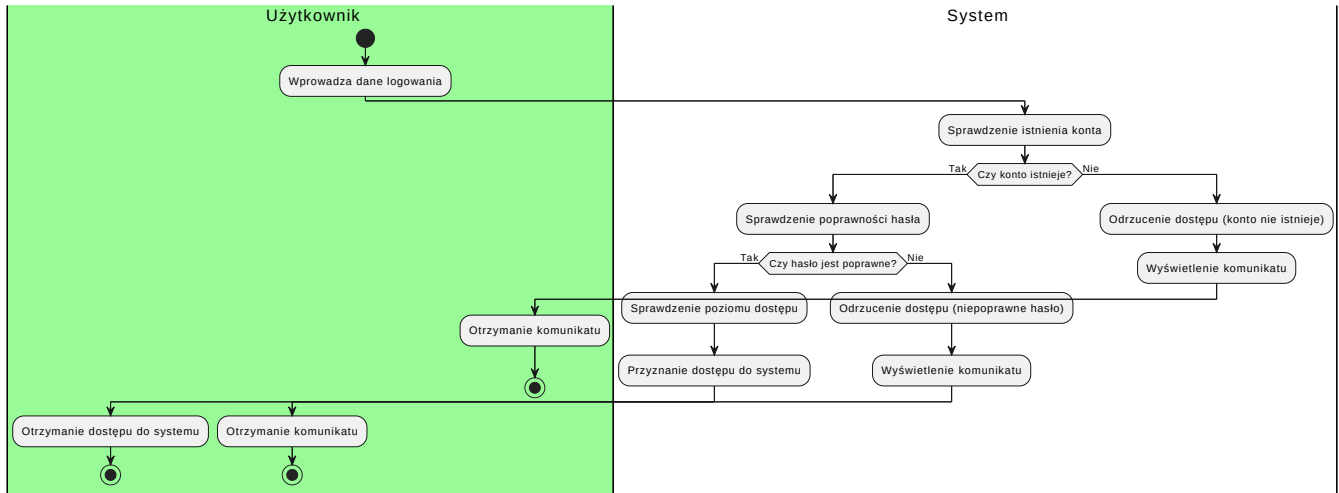 Użytkownik
System
Wprowadza dane logowania
Sprawdzenie istnienia konta
Tak
Czy konto istnieje?
Nie
Sprawdzenie poprawności hasła
Odrzucenie dostępu (konto nie istnieje)
Tak
Czy hasło jest poprawne?
Nie
Wyświetlenie komunikatu
Sprawdzenie poziomu dostępu
Odrzucenie dostępu (niepoprawne hasło)
Otrzymanie komunikatu
Przyznanie dostępu do systemu
Wyświetlenie komunikatu
Otrzymanie dostępu do systemu
Otrzymanie komunikatu